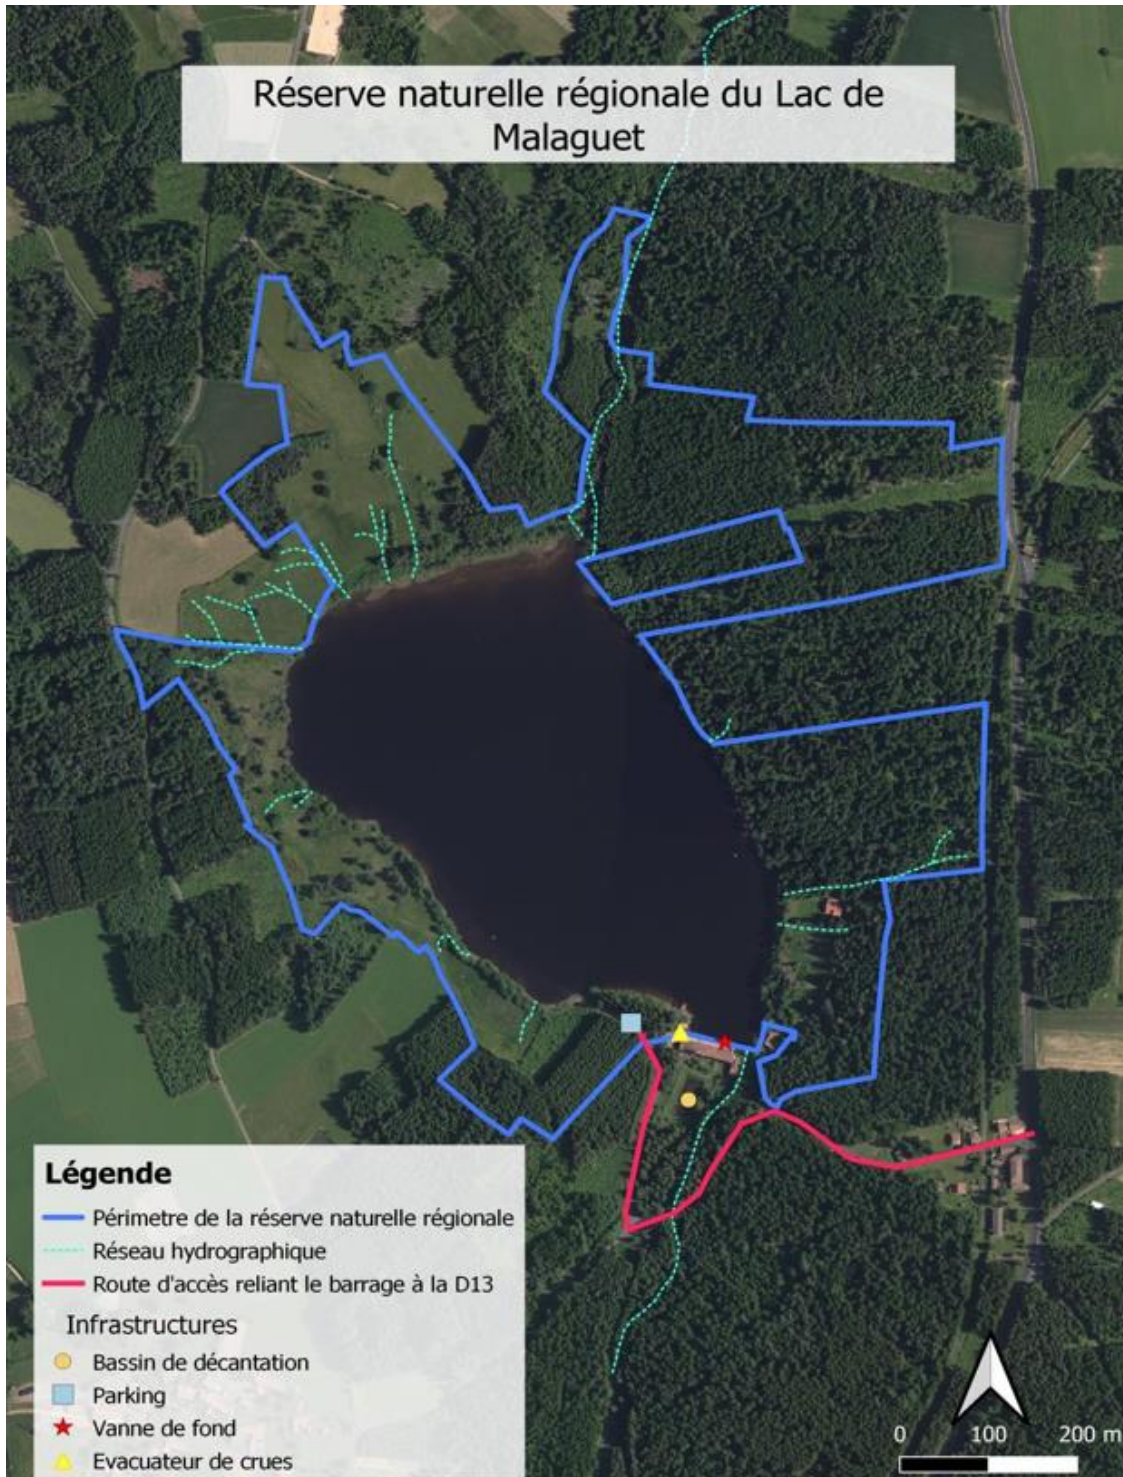 Réserve naturelle régionale du Lac de
Malaguet
Légende
Périmetre de la réserve naturelle régionale
Réseau hydrographique
Route d'accès reliant le barrage à la D13
Infrastructures
Bassin de décantation
Parking
Vanne de fond
Evacuateur de crues
0 100 200 m